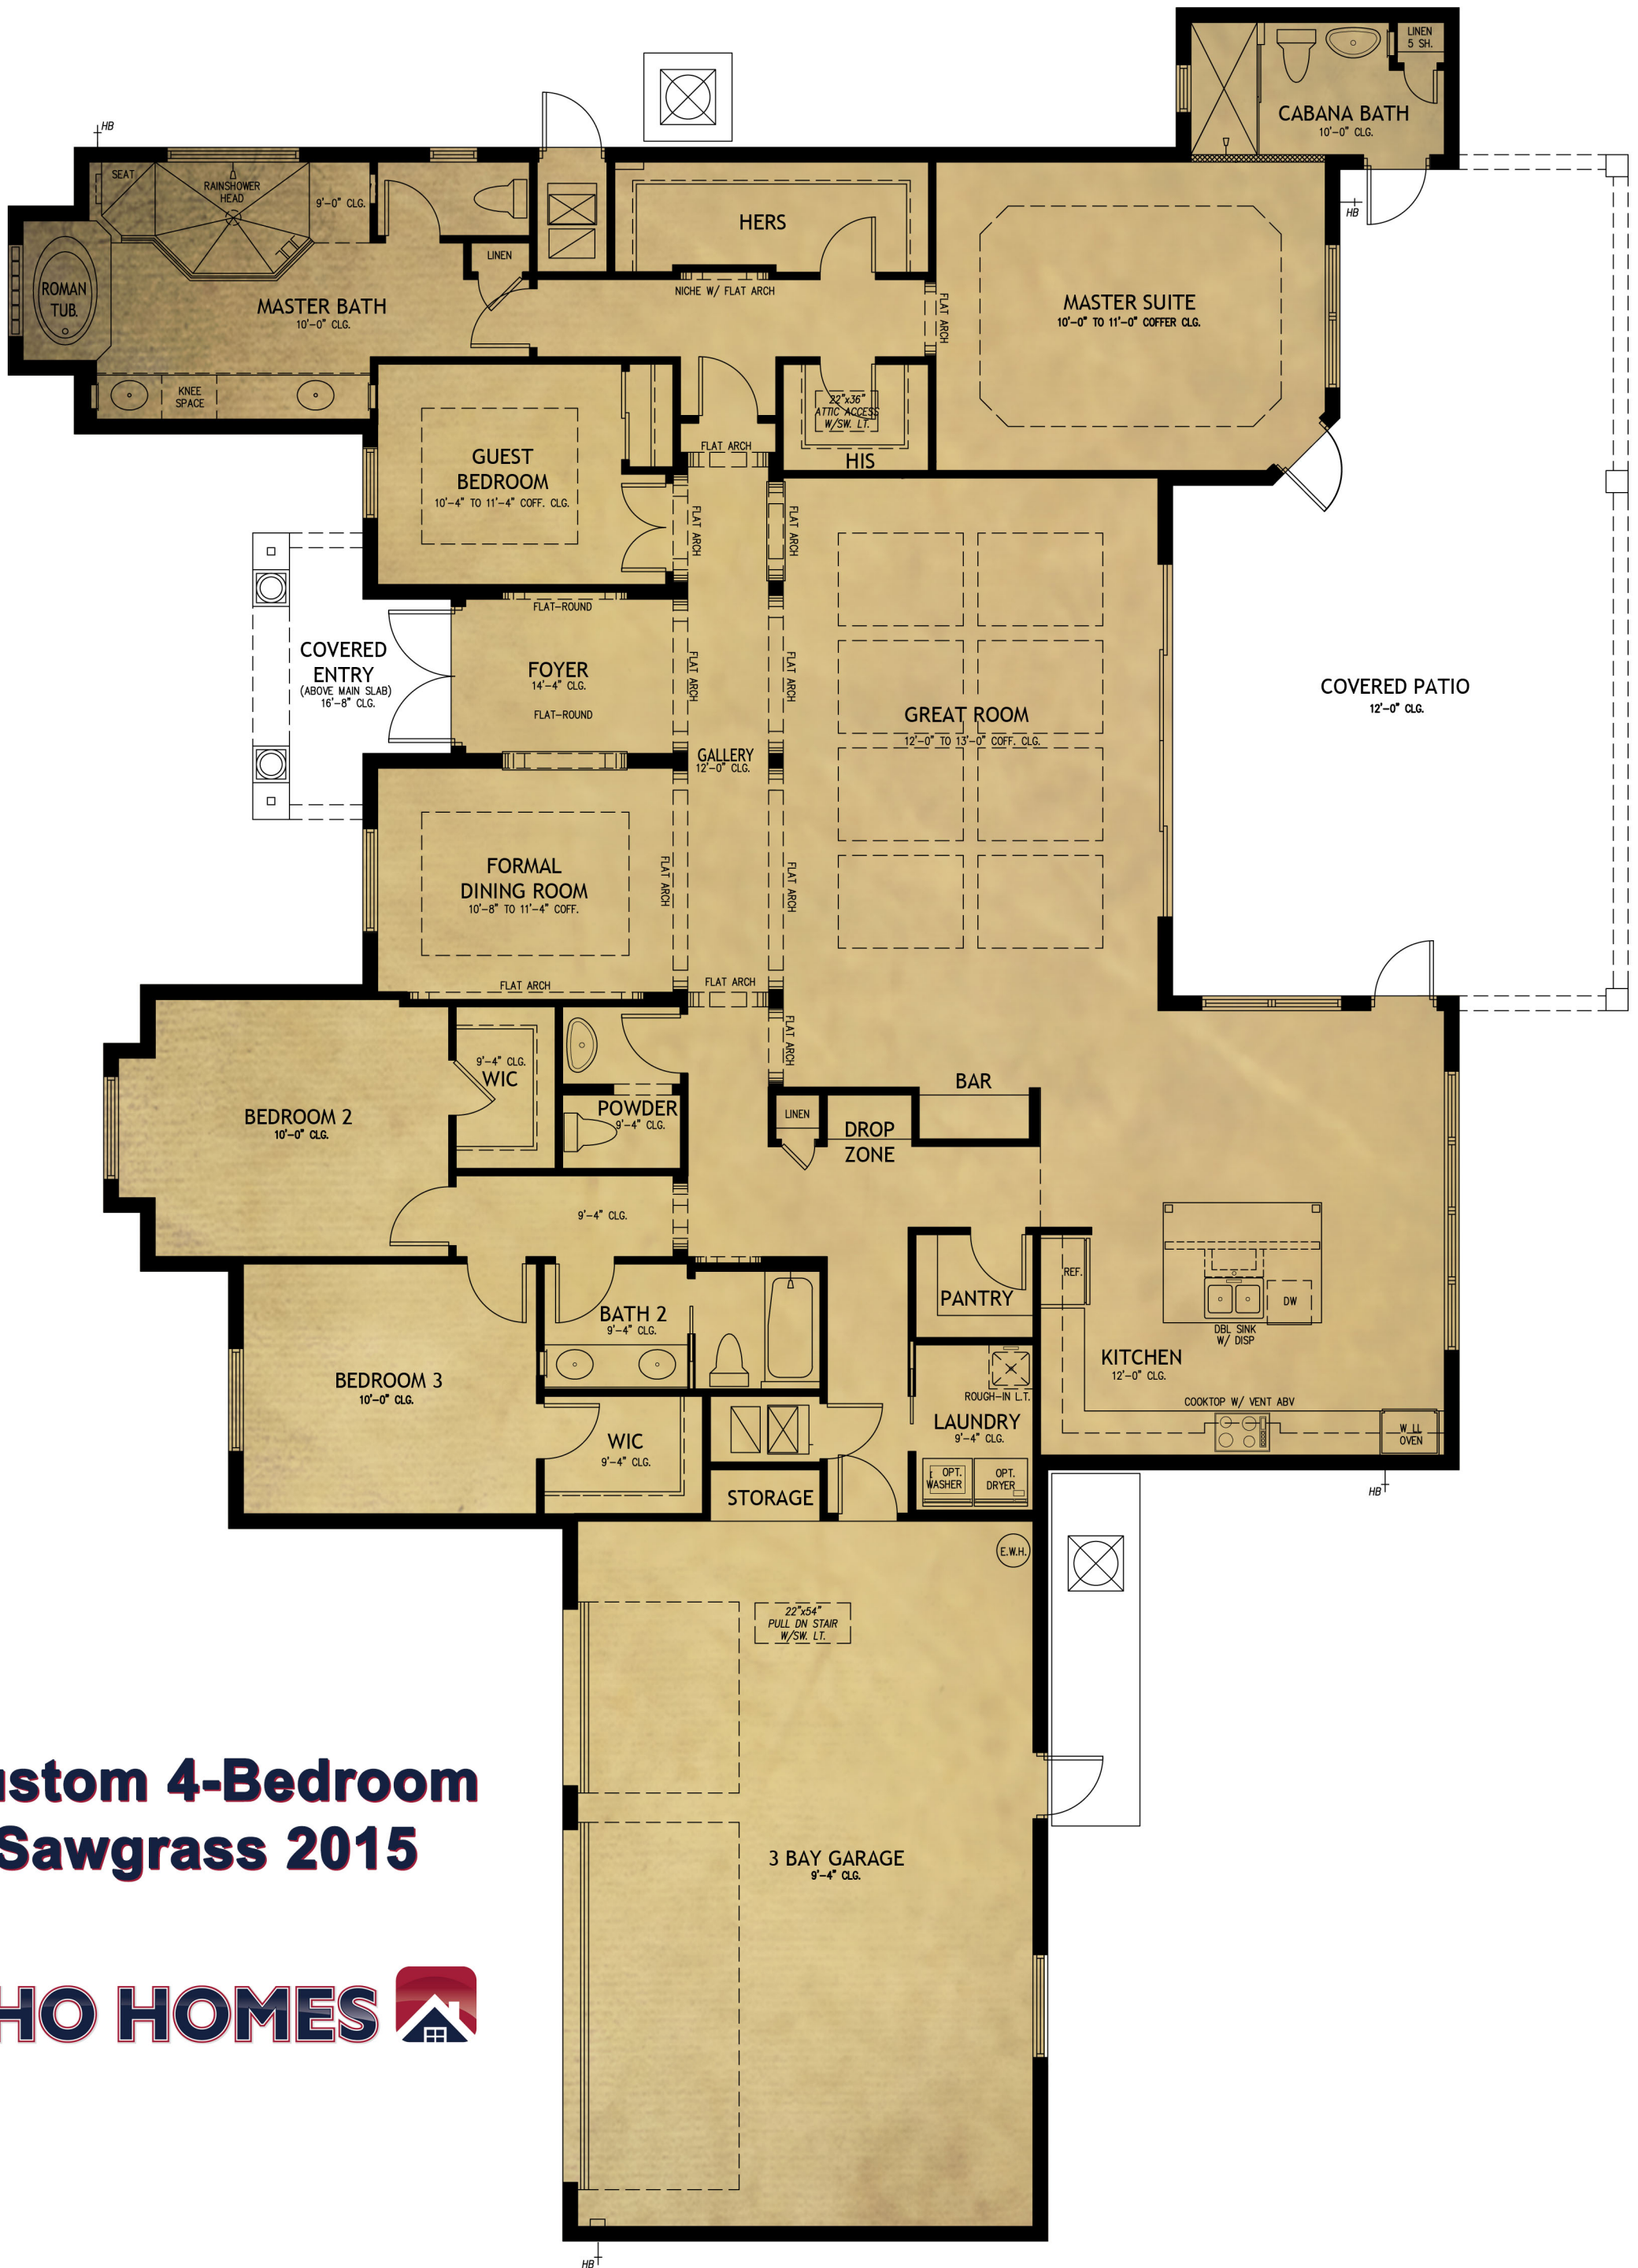 LINEN
5 SH.
CABANA BATH
10'-0" CLG.
HB
SEAT
RAINSHOWER
HEAD
9'-0" CLG.
HERS
HB
LINEN
ROMAN
TUB.
MASTER BATH
10'-0" CLG.
NICHE W/ FLAT ARCH
FLAT ARCH
MASTER SUITE
10'-0" TO 11'-0" COFFER CLG.
KNEE
SPACE
22"x36"
ATTIC ACCESS
W/SW. LT.
HIS
FLAT ARCH
GUEST
BEDROOM
10'-4" TO 11'-4" COFF. CLG.
FLAT ARCH
FLAT ARCH
FLAT-ROUND
COVERED
ENTRY
(ABOVE MAIN SLAB)
16'-8" CLG.
FOYER
14'-4" CLG.
FLAT-ROUND
FLAT ARCH
FLAT ARCH
GALLERY
12'-0" CLG.
GREAT ROOM
12'-0" TO 13'-0" COFF. CLG.
COVERED PATIO
12'-0" CLG.
FORMAL
DINING ROOM
10'-8" TO 11'-4" COFF.
FLAT ARCH
FLAT ARCH
FLAT ARCH
FLAT ARCH
FLAT ARCH
9'-4" CLG.
WIC
BEDROOM 2
10'-0" CLG.
POWDER
9'-4" CLG.
LINEN
DROP
ZONE
BAR
9'-4" CLG.
PANTRY
REF.
DW
DBL SINK
W/ DISP
BATH 2
9'-4" CLG.
KITCHEN
12'-0" CLG.
BEDROOM 3
10'-0" CLG.
ROUGH-IN L.T.
LAUNDRY
9'-4" CLG.
COOKTOP W/ VENT ABV
OVEN
WIC
9'-4" CLG.
OPT.
WASHER
OPT.
DRYER
STORAGE
HB
E.W.H.
22"x54"
PULL DN STAIR
W/SW. LT.
ustom 4-Bedroom
Sawgrass 2015
3 BAY GARAGE
9'-4" CLG.
HO HOMES
HB